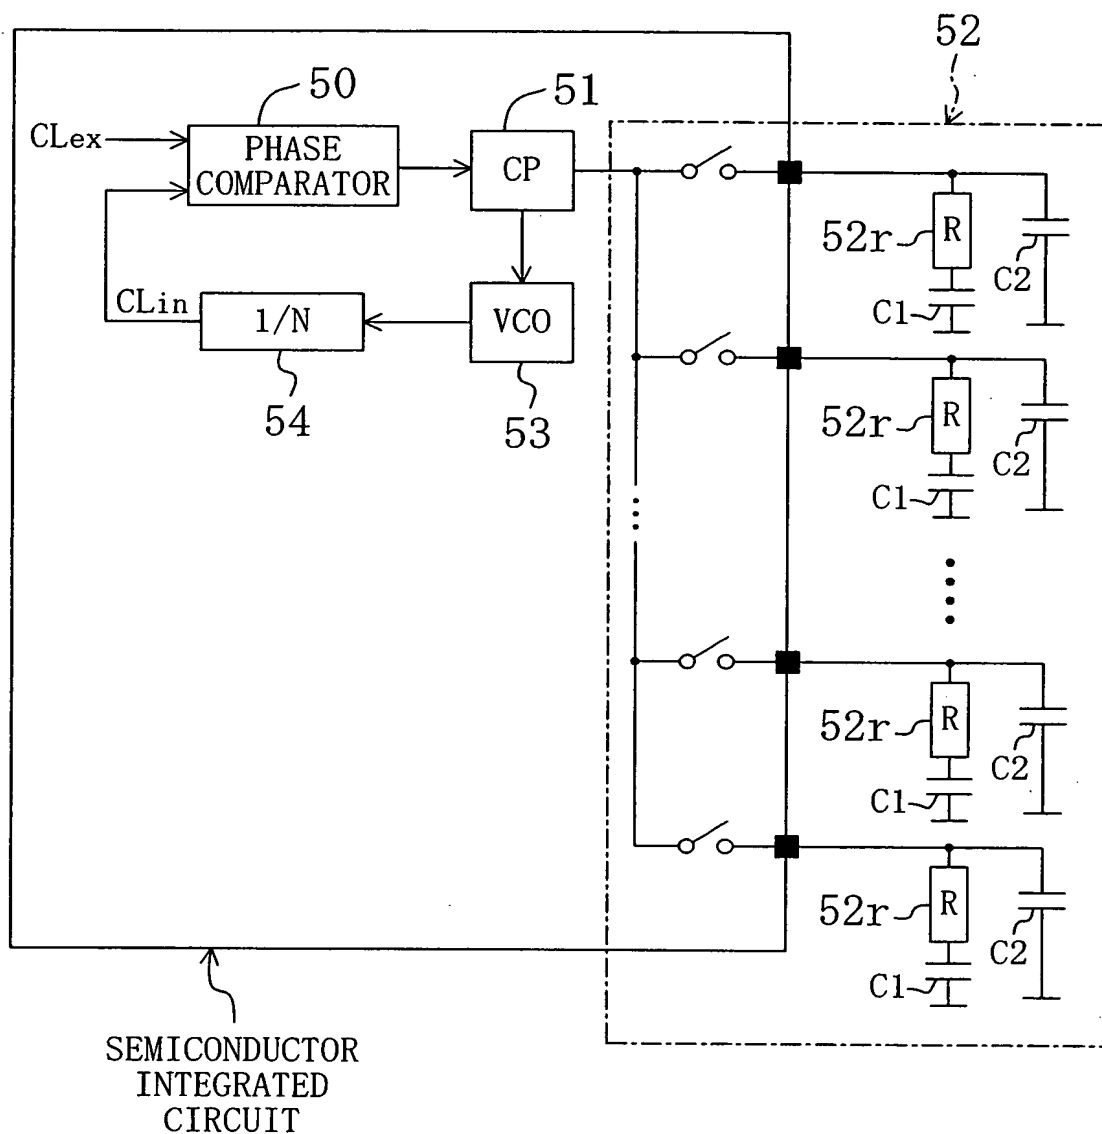 52
50
51
CLex
PHASE
COMPARATOR
CP
52r
R
C2
C1
CLin
1/N
VCO
54
53
52r
R
C2
C1
52r
R
C2
C1
52r
R
C2
C1
SEMICONDUCTOR
INTEGRATED
CIRCUIT